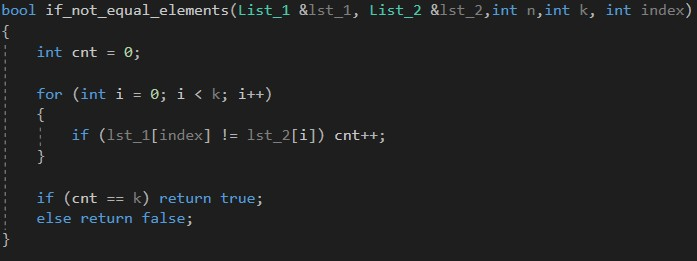 bool if_not_equal_elements(List_1 &lst_1, List_2 &lst_2,int n,int k, int index)
{
int cnt = 0;
for (int i = 0; i < k; i++)
{
if (lst_1[index] != lst_2[i]) cnt++;
}
if (cnt == k) return true;
else return false;
}